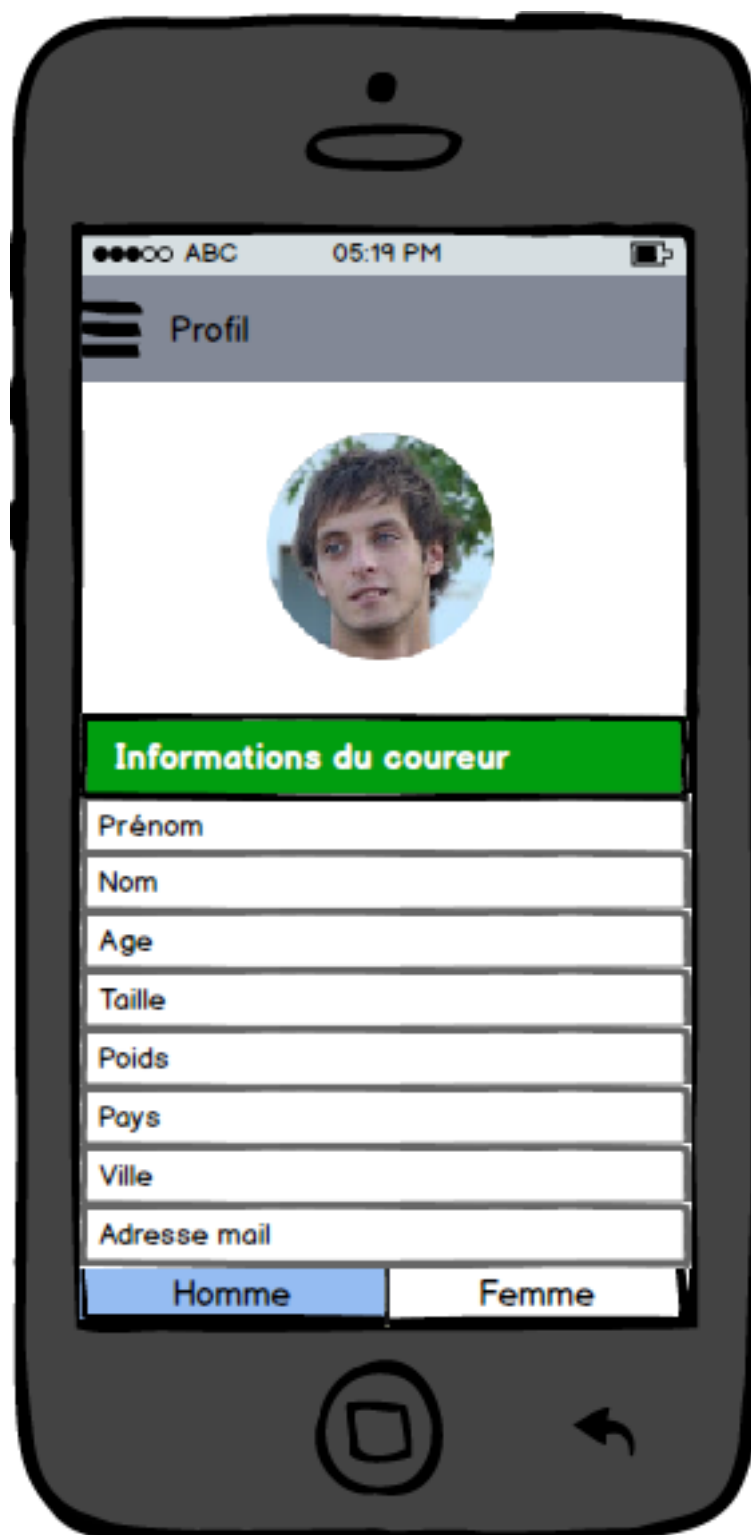 ABC 05:19 PM
Profil
Informations du coureur
Prénom
Nom
Age
Taille
Poids
Pays
Ville
Adresse mail
Homme Femme